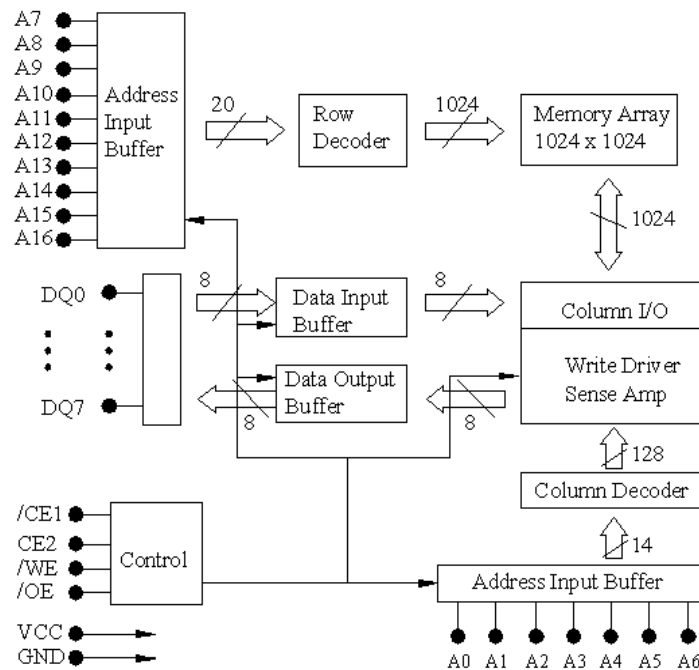 A7
A8
A9
A10
A11
A12
A13
A14
A15
A16
Address
Input
Buffer
20
Row
Decoder
1024
Memory Array
1024 x 1024
1024
DQ0
DQ7
8
Data Input
Buffer
8
Column I/O
Write Driver
Sense Amp
8
Data Output
Buffer
8
128
Column Decoder
14
Address Input Buffer
/CE1
CE2
/WE
/OE
Control
VCC
GND
A0 A1 A2 A3 A4 A5 A6